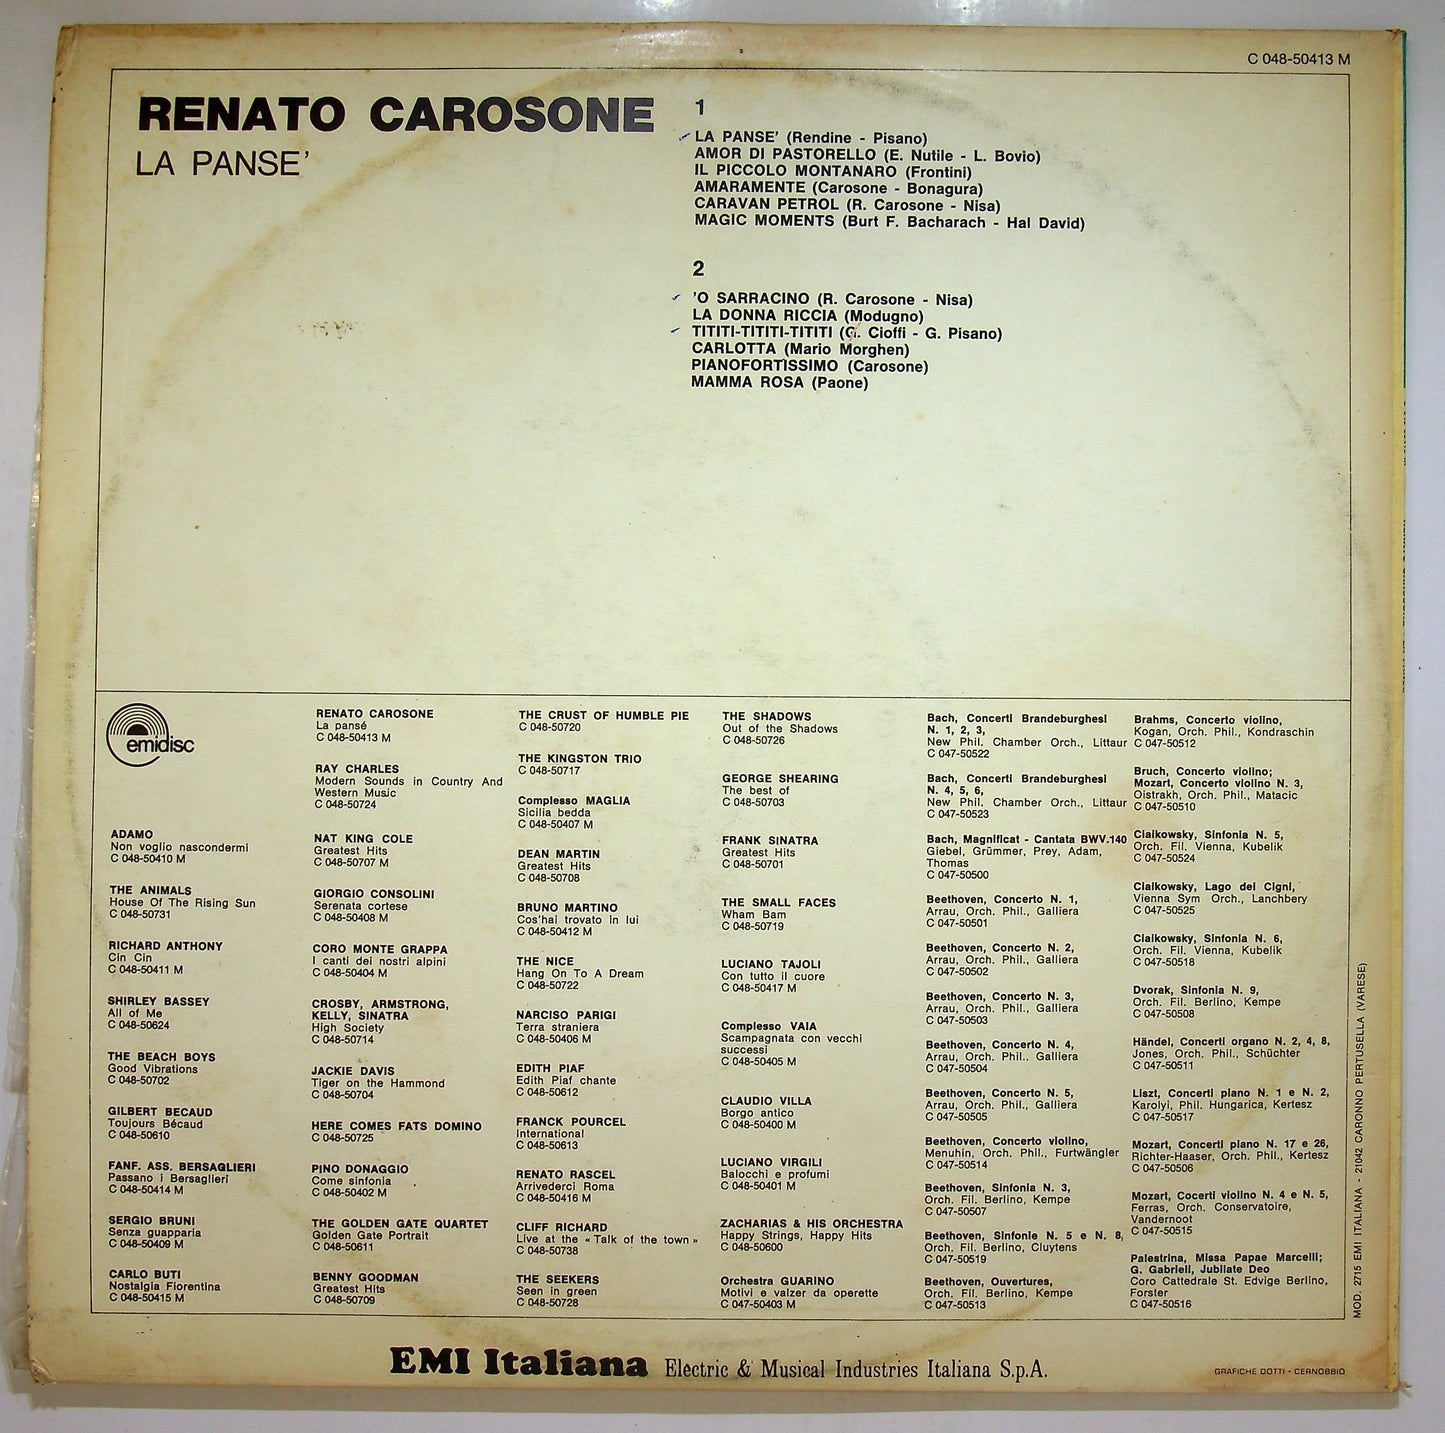 C 048-50413 M
RENATO CAROSONE
LA PANSE’
1
LA PANSE’ (Rendine - Pisano)
AMOR DI PASTORELLO (E. Nutile - L. Bovio)
IL PICCOLO MONTANARO (Frontini)
AMARAMENTE (Carosone - Bonagura)
CARAVAN PETROL (R. Carosone - Nisa)
MAGIC MOMENTS (Burt F. Bacharach - Hal David)
2
’O SARRACINO (R. Carosone - Nisa)
LA DONNA RICCIA (Modugno)
TITITI-TITITI-TITITI (G. Cioffi - G. Pisano)
CARLOTTA (Mario Morghen)
PIANOFORTISSIMO (Carosone)
MAMMA ROSA (Paone)
emidisc
ADAMO
Non voglio nascondermi
C 048-50410 M
THE ANIMALS
House Of The Rising Sun
C 048-50731
RICHARD ANTHONY
Cin Cin
C 048-50411 M
SHIRLEY BASSEY
All of Me
C 048-50624
THE BEACH BOYS
Good Vibrations
C 048-50702
GILBERT BECAUD
Toujours Bécaud
C 048-50610
FANF. ASS. BERSAGLIERI
Passano i Bersaglieri
C 048-50414 M
SERGIO BRUNI
Senza guapparia
C 048-50409 M
CARLO BUTI
Nostalgia Fiorentina
C 048-50415 M
RENATO CAROSONE
La pansé
C 048-50413 M
RAY CHARLES
Modern Sounds in Country And
Western Music
C 048-50724
NAT KING COLE
Greatest Hits
C 048-50707 M
GIORGIO CONSOLINI
Serenata cortese
C 048-50408 M
CORO MONTE GRAPPA
I canti dei nostri alpini
C 048-50404 M
CROSBY, ARMSTRONG,
KELLY, SINATRA
High Society
C 048-50714
JACKIE DAVIS
Tiger on the Hammond
C 048-50704
HERE COMES FATS DOMINO
C 048-50725
PINO DONAGGIO
Come sinfonia
C 048-50402 M
THE GOLDEN GATE QUARTET
Golden Gate Portrait
C 048-50611
BENNY GOODMAN
Greatest Hits
C 048-50709
THE CRUST OF HUMBLE PIE
C 048-50720
THE KINGSTON TRIO
C 048-50717
Complesso MAGLIA
Sicilia bedda
C 048-50407 M
DEAN MARTIN
Greatest Hits
C 048-50708
BRUNO MARTINO
Cos'hai trovato in lui
C 048-50412 M
THE NICE
Hang On To A Dream
C 048-50722
NARCISO PARIGI
Terra straniera
C 048-50406 M
EDITH PIAF
Edith Piaf chante
C 048-50612
FRANCK POURCEL
International
C 048-50613
RENATO RASCEL
Arrivederci Roma
C 048-50416 M
CLIFF RICHARD
Live at the « Talk of the town »
C 048-50738
THE SEEKERS
Seen in green
C 048-50728
THE SHADOWS
Out of the Shadows
C 048-50726
GEORGE SHEARING
The best of
C 048-50703
FRANK SINATRA
Greatest Hits
C 048-50701
THE SMALL FACES
Wham Bam
C 048-50719
LUCIANO TAJOLI
Con tutto il cuore
C 048-50417 M
Complesso VAIA
Scampagnata con vecchi
successi
C 048-50405 M
CLAUDIO VILLA
Borgo antico
C 048-50400 M
LUCIANO VIRGILI
Balocchi e profumi
C 048-50401 M
ZACHARIAS & HIS ORCHESTRA
Happy Strings, Happy Hits
C 048-50600
Orchestra GUARINO
Motivi e valzer da operette
C 047-50403 M
Bach, Concerti Brandeburghesi
N. 1, 2, 3,
New Phil. Chamber Orch., Littaur
C 047-50522
Bach, Concerti Brandeburghesi
N. 4, 5, 6,
New Phil. Chamber Orch., Littaur
C 047-50523
Bach, Magnificat - Cantata BWV.140
Giebel, Grümmer, Prey, Adam,
Thomas
C 047-50500
Beethoven, Concerto N. 1,
Arrau, Orch. Phil., Galliera
C 047-50501
Beethoven, Concerto N. 2,
Arrau, Orch. Phil., Galliera
C 047-50502
Beethoven, Concerto N. 3,
Arrau, Orch. Phil., Galliera
C 047-50503
Beethoven, Concerto N. 4,
Arrau, Orch. Phil.. Galliera
C 047-50504
Beethoven, Concerto N. 5,
Arrau, Orch. Phil., Galliera
C 047-50505
Beethoven, Concerto violino,
Menuhin, Orch. Phil., Furtwängler
C 047-50514
Beethoven, Sinfonia N. 3,
Orch. Fil. Berlino, Kempe
C 047-50507
Beethoven, Sinfonie N. 5 e N. 8,
Orch. Fil. Berlino, Cluytens
C 047-50519
Beethoven, Ouvertures,
Orch. Fil. Berlino, Kempe
C 047-50513
Brahms, Concerto violino,
Kogan, Orch. Phil., Kondraschin
C 047-50512
Bruch, Concerto violino;
Mozart, Concerto violino N. 3,
Oistrakh, Orch. Phil., Matacic
C 047-50510
Ciaikowsky, Sinfonia N. 5,
Orch. Fil. Vienna, Kubelik
C 047-50524
Ciaikowsky, Lago dei Cigni,
Vienna Sym Orch., Lanchbery
C 047-50525
Ciaikowsky, Sinfonia N. 6,
Orch. Fil. Vienna, Kubelik
C 047-50518
Dvorak, Sinfonia N. 9,
Orch. Fil. Berlino, Kempe
C 047-50508
Händel, Concerti organo N. 2, 4, 8,
Jones, Orch. Phil., Schüchter
C 047-50511
Liszt, Concerti piano N. 1 e N. 2,
Karolyi, Phil. Hungarica, Kertesz
C 047-50517
Mozart, Concerti piano N. 17 e 26,
Richter-Haaser, Orch. Phil., Kertesz
C 047-50506
Mozart, Cocerti violino N. 4 e N. 5,
Ferras, Orch. Conservatoire,
Vandernoot
C 047-50515
Palestrina, Missa Papae Marcelli;
G. Gabrieli, Jubilate Deo
Coro Cattedrale St. Edvige Berlino,
Forster
C 047-50516
MOD. 2715 EMI ITALIANA - 21042 CARONNO PERTUSELLA (VARESE)
EMI Italiana Electric & Musical Industries Italiana S.p.A.
GRAFICHE DOTTI - CERNOBBIO